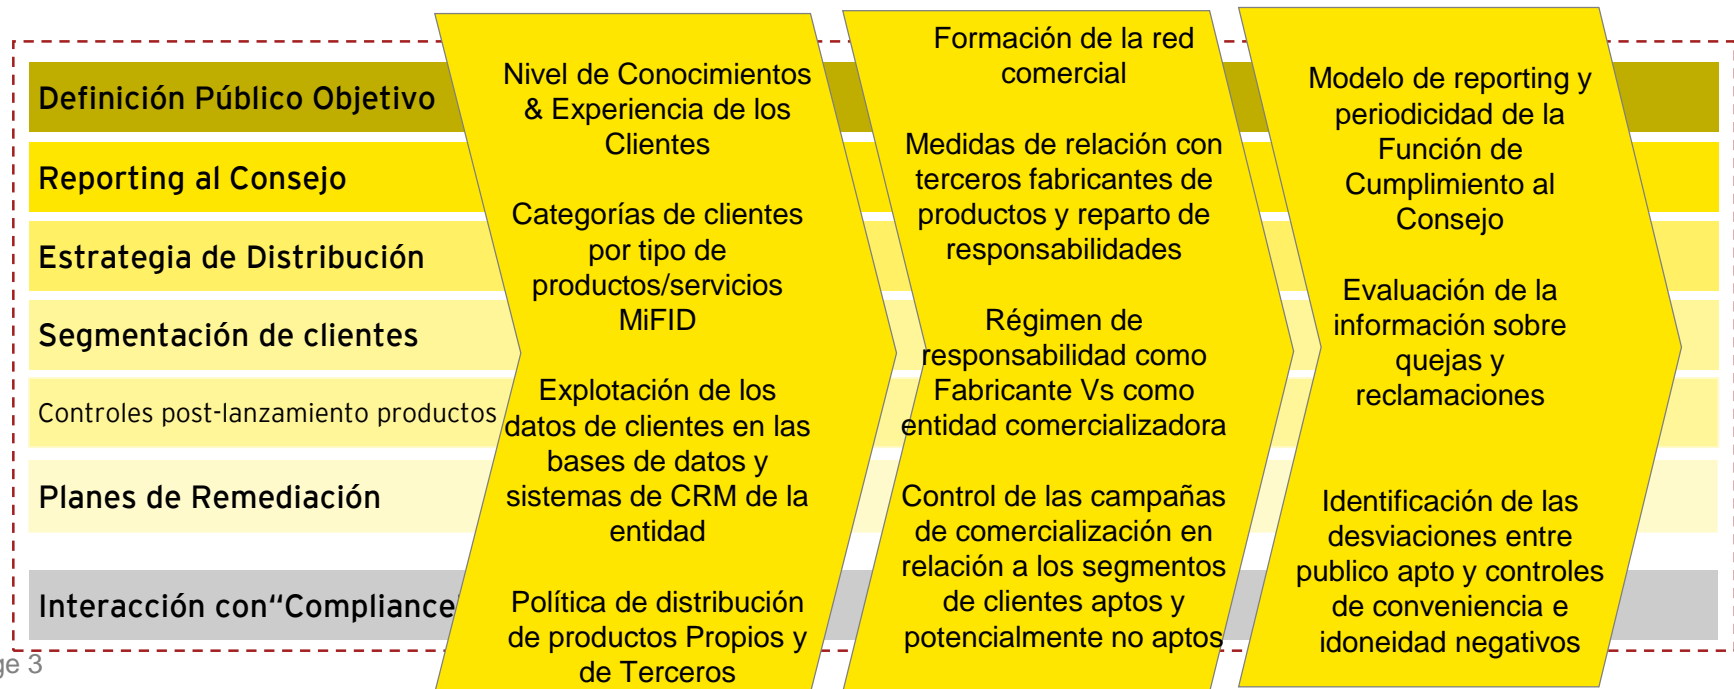 Definición Público Objetivo
Reporting al Consejo
Estrategia de Distribución
Segmentación de clientes
Controles post-lanzamiento productos
Planes de Remediación
Interacción con“Compliance
Nivel de Conocimientos
& Experiencia de los
Clientes
Categorías de clientes
por tipo de
productos/servicios
MiFID
Explotación de los
datos de clientes en las
bases de datos y
sistemas de CRM de la
entidad
Política de distribución
de productos Propios y
de Terceros
Formación de la red
comercial
Medidas de relación con
terceros fabricantes de
productos y reparto de
responsabilidades
Régimen de
responsabilidad como
Fabricante Vs como
entidad comercializadora
Control de las campañas
de comercialización en
relación a los segmentos
de clientes aptos y
potencialmente no aptos
Modelo de reporting y
periodicidad de la
Función de
Cumplimiento al
Consejo
Evaluación de la
información sobre
quejas y
reclamaciones
Identificación de las
desviaciones entre
publico apto y controles
de conveniencia e
idoneidad negativos
ge 3